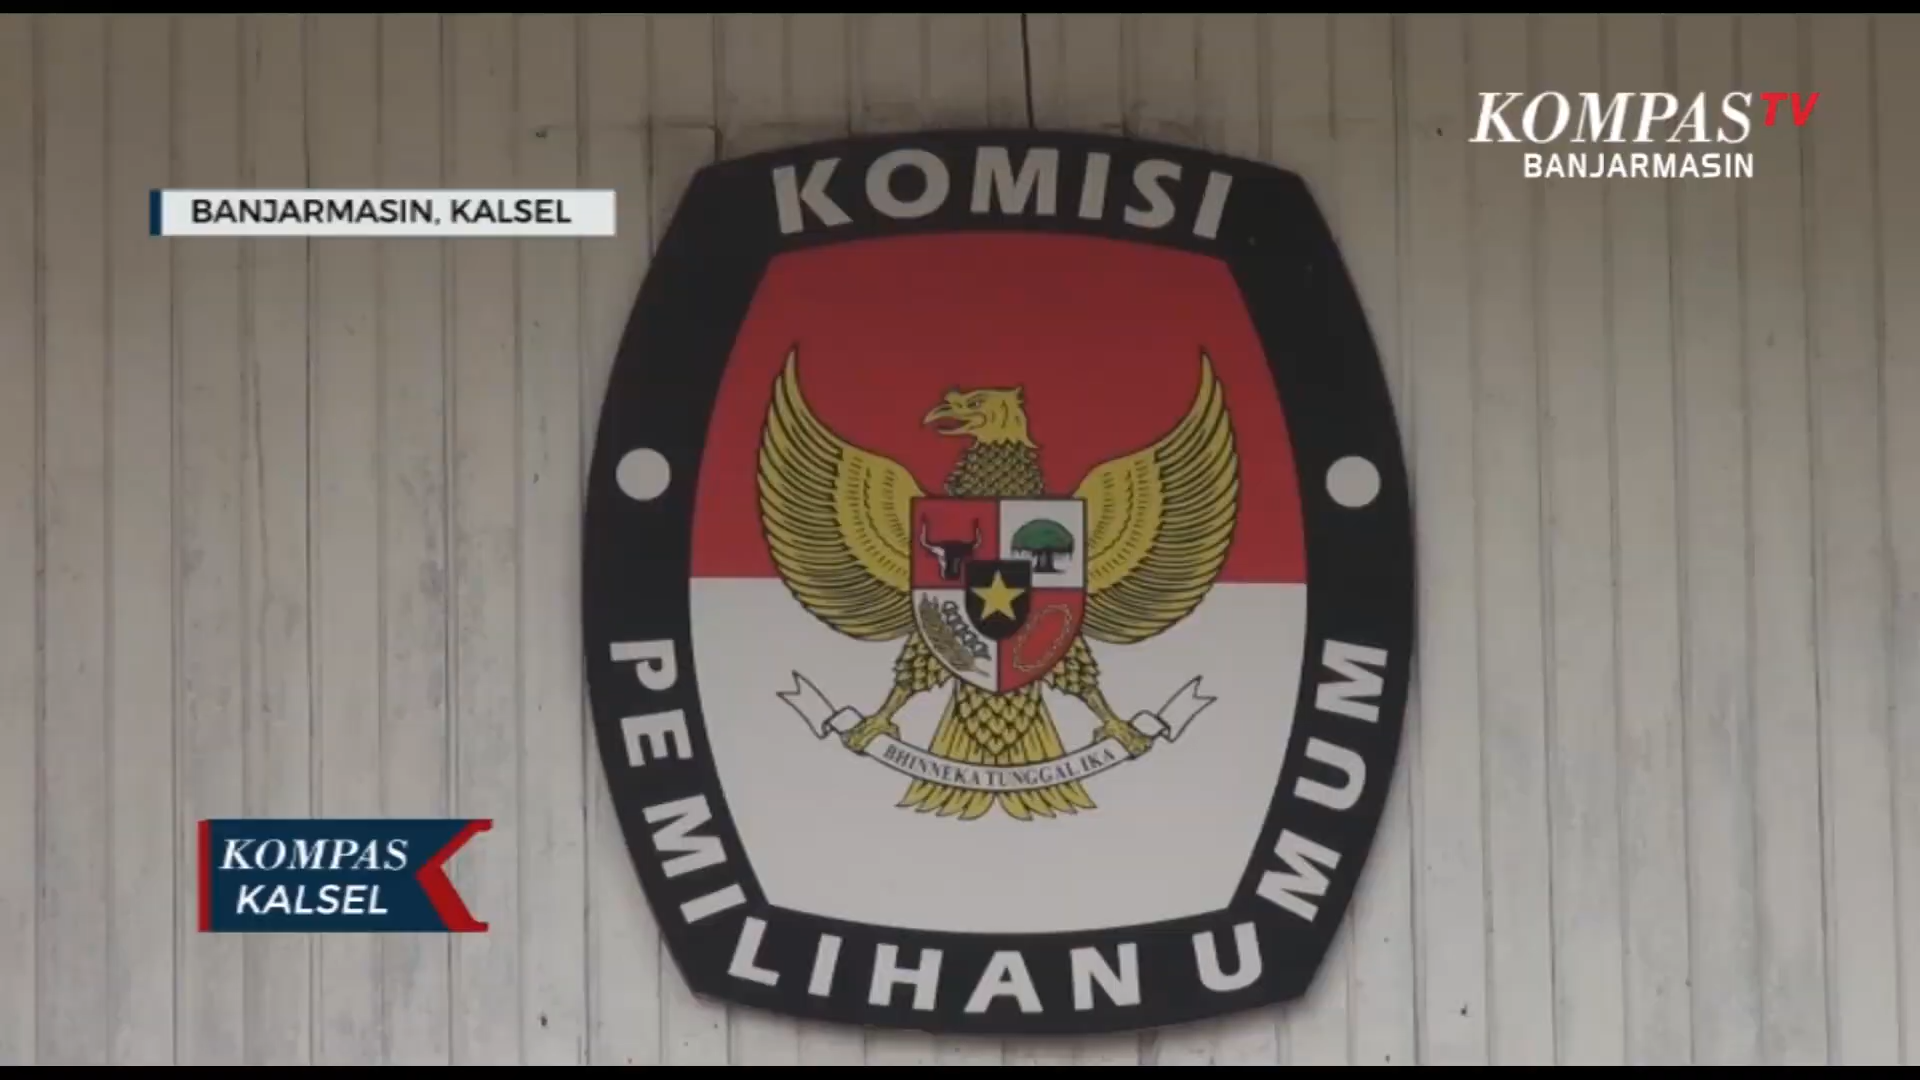 KOMPASTV
BANJARMASIN
BANJARMASIN, KALSEL
KOMISI
PEMILIHAN UMUM
BHINNEKA TUNGGAL IKA
KOMPAS
KALSEL